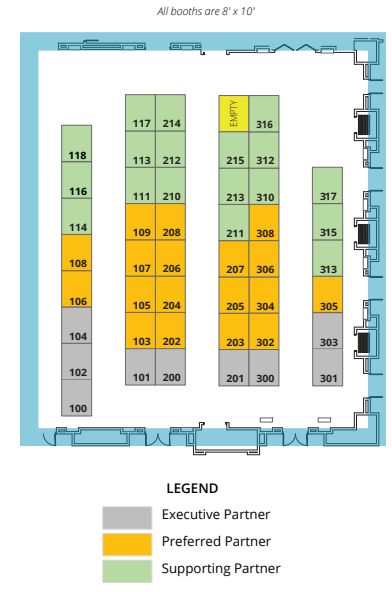 All booths are 8' x 10'
117 214 EMPTY 316
118 113 212 215 312
116 111 210 213 310 317
114 109 208 211 308 315
108 107 206 207 306 313
106 105 204 205 304 305
104 103 202 203 302 303
102 101 200 201 300 301
100
LEGEND
Executive Partner
Preferred Partner
Supporting Partner